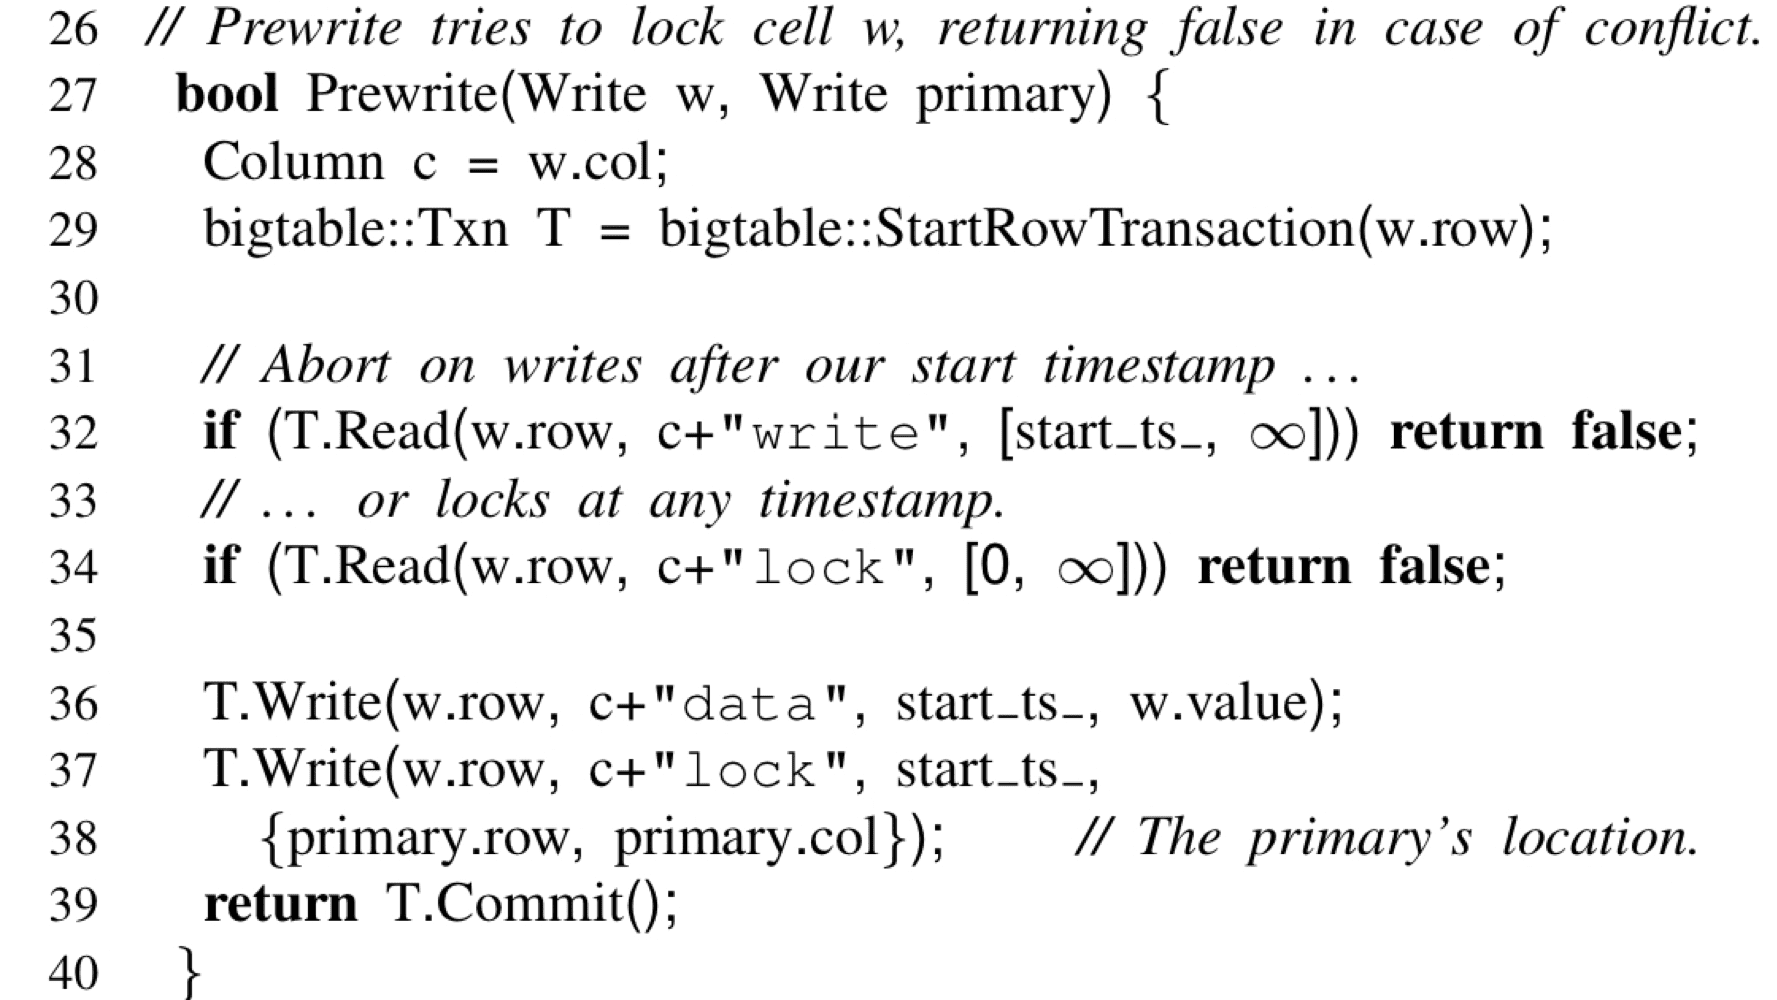 26 // Prewrite tries to lock cell w, returning false in case of conflict.
27 bool Prewrite(Write w, Write primary) {
28 Column c = w.col;
29 bigtable::Txn T = bigtable::StartRowTransaction(w.row);
30
31 // Abort on writes after our start timestamp ...
32 if (T.Read(w.row, c+"write", [start_ts_, ∞])) return false;
33 // ... or locks at any timestamp.
34 if (T.Read(w.row, c+"lock", [0, ∞])) return false;
35
36 T.Write(w.row, c+"data", start_ts_, w.value);
37 T.Write(w.row, c+"lock", start_ts_,
38 {primary.row, primary.col}); // The primary's location.
39 return T.Commit();
40 }